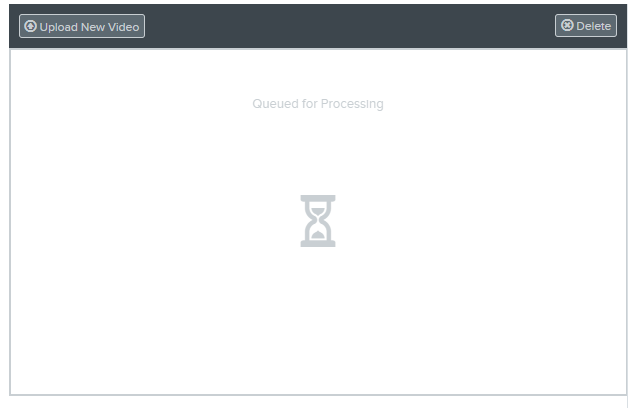 Upload New Video
Delete
Queued for Processing